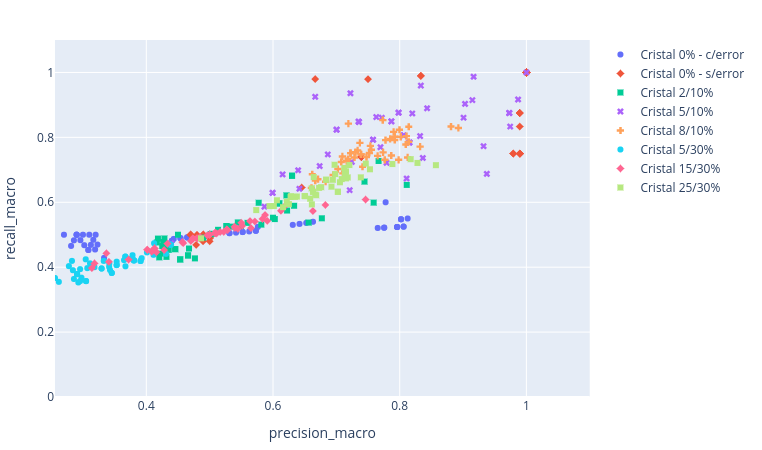 Cristal 0% - c/error
Cristal 0% - s/error
Cristal 2/10%
Cristal 5/10%
Cristal 8/10%
Cristal 5/30%
Cristal 15/30%
Cristal 25/30%
1
0.8
0.6
0.4
0.2
0
recall_macro
0.4
0.6
0.8
1
precision_macro